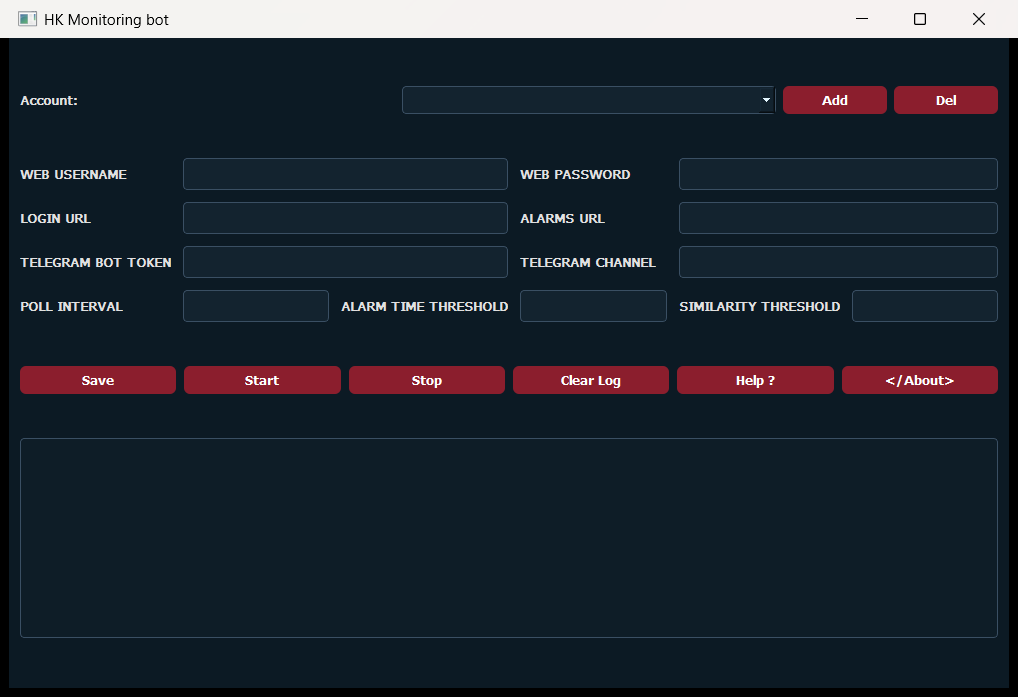 HK Monitoring bot
Account: Add Del
WEB USERNAME WEB PASSWORD
LOGIN URL ALARMS URL
TELEGRAM BOT TOKEN TELEGRAM CHANNEL
POLL INTERVAL ALARM TIME THRESHOLD SIMILARITY THRESHOLD
Save Start Stop Clear Log Help ? </About>